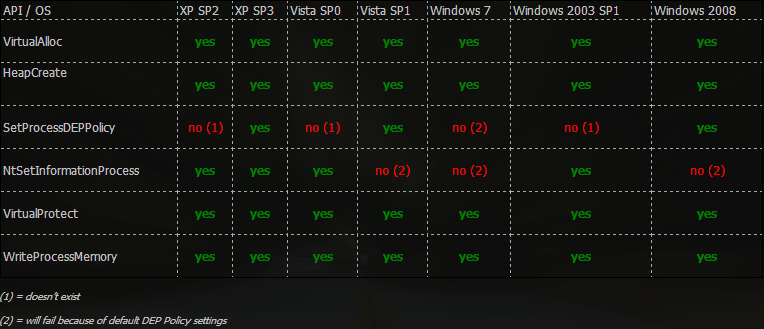 API / OS XP SP2 XP SP3 Vista SP0 Vista SP1 Windows 7 Windows 2003 SP1 Windows 2008
VirtualAlloc yes yes yes yes yes yes yes
HeapCreate yes yes yes yes yes yes yes
SetProcessDEPPolicy no (1) yes no (1) yes no (2) no (1) yes
NtSetInformationProcess yes yes yes no (2) no (2) yes no (2)
VirtualProtect yes yes yes yes yes yes yes
WriteProcessMemory yes yes yes yes yes yes yes
(1) = doesn't exist
(2) = will fail because of default DEP Policy settings